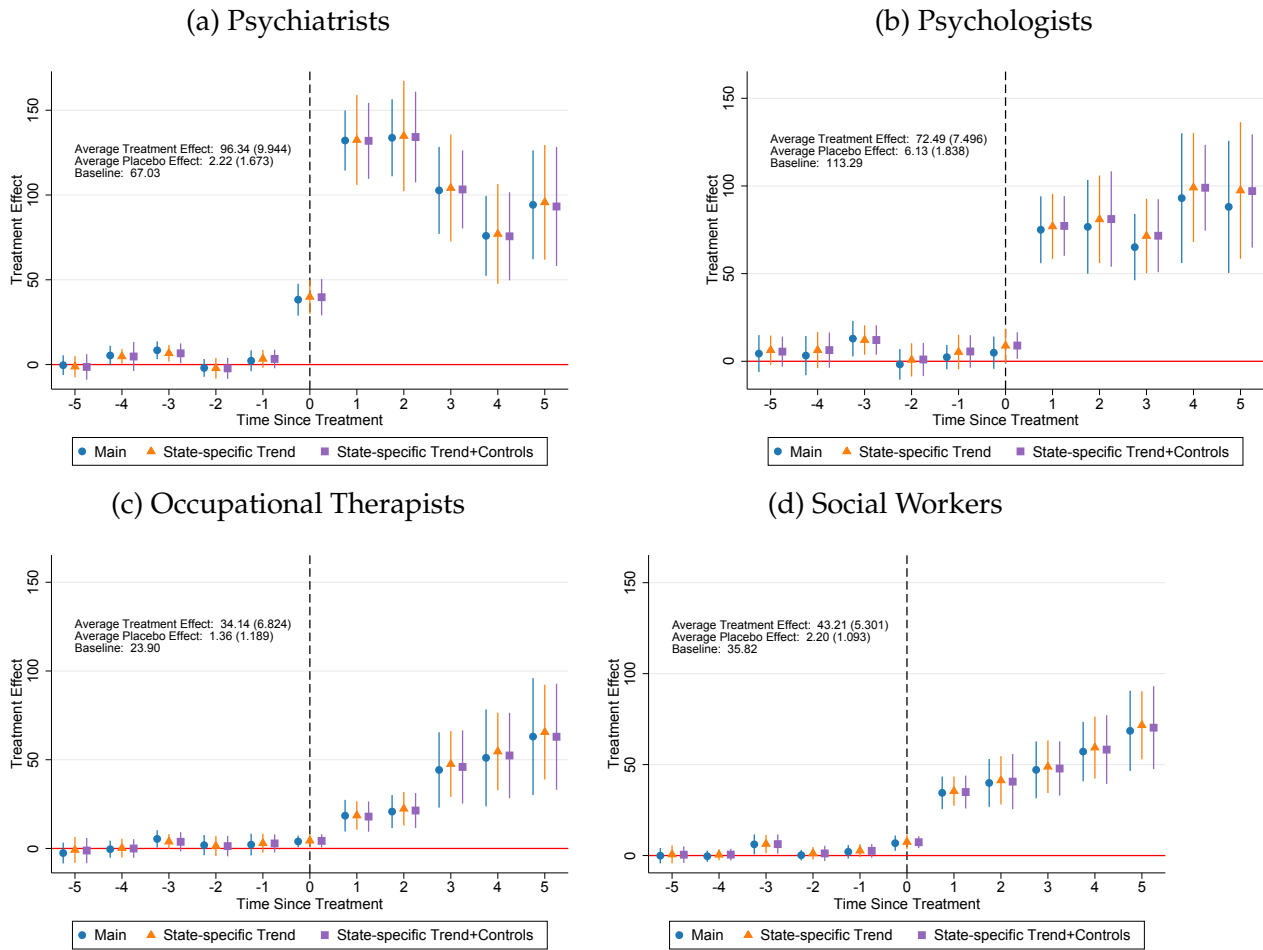 (a) Psychiatrists
Treatment Effect
150
100
50
0
Average Treatment Effect: 96.34 (9.944)
Average Placebo Effect: 2.22 (1.673)
Baseline: 67.03
-5 -4 -3 -2 -1 0 1 2 3 4 5
Time Since Treatment
Main State-specific Trend State-specific Trend+Controls
(b) Psychologists
Treatment Effect
150
100
50
0
Average Treatment Effect: 72.49 (7.496)
Average Placebo Effect: 6.13 (1.838)
Baseline: 113.29
-5 -4 -3 -2 -1 0 1 2 3 4 5
Time Since Treatment
Main State-specific Trend State-specific Trend+Controls
(c) Occupational Therapists
Treatment Effect
150
100
50
0
Average Treatment Effect: 34.14 (6.824)
Average Placebo Effect: 1.36 (1.189)
Baseline: 23.90
-5 -4 -3 -2 -1 0 1 2 3 4 5
Time Since Treatment
Main State-specific Trend State-specific Trend+Controls
(d) Social Workers
Treatment Effect
150
100
50
0
Average Treatment Effect: 43.21 (5.301)
Average Placebo Effect: 2.20 (1.093)
Baseline: 35.82
-5 -4 -3 -2 -1 0 1 2 3 4 5
Time Since Treatment
Main State-specific Trend State-specific Trend+Controls